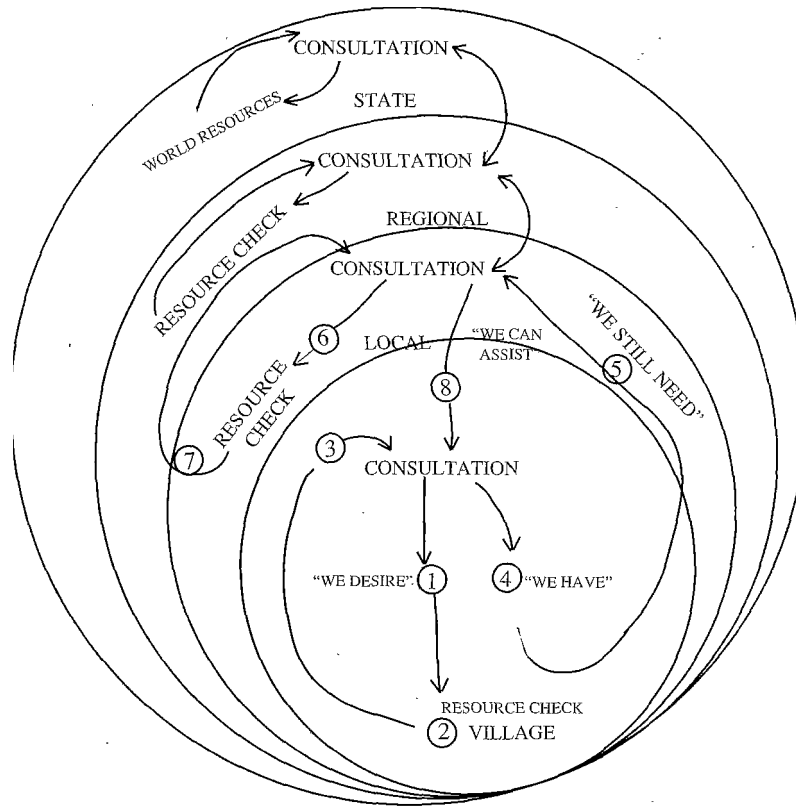 CONSULTATION
STATE
WORLD RESOURCES
CONSULTATION
REGIONAL
RESOURCE CHECK
CONSULTATION
"WE CAN
ASSIST
LOCAL
6
"WE STILL NEED"
5
RESOURCE
CHECK
8
7
3
CONSULTATION
"WE DESIRE"
1
4
"WE HAVE"
RESOURCE CHECK
2
VILLAGE